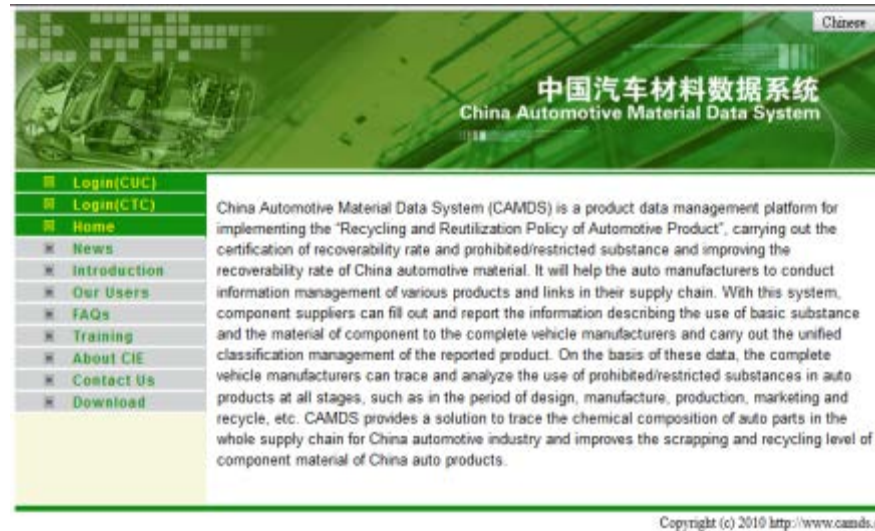 Chinese
中国汽车材料数据系统
China Automotive Material Data System
Login(CUC)
Login(CTC)
Home
News
Introduction
Our Users
FAQs
Training
About CIE
Contact Us
Download
China Automotive Material Data System (CAMDS) is a product data management platform for
implementing the “Recycling and Reutilization Policy of Automotive Product”, carrying out the
certification of recoverability rate and prohibited/restricted substance and improving the
recoverability rate of China automotive material. It will help the auto manufacturers to conduct
information management of various products and links in their supply chain. With this system,
component suppliers can fill out and report the information describing the use of basic substance
and the material of component to the complete vehicle manufacturers and carry out the unified
classification management of the reported product. On the basis of these data, the complete
vehicle manufacturers can trace and analyze the use of prohibited/restricted substances in auto
products at all stages, such as in the period of design, manufacture, production, marketing and
recycle, etc. CAMDS provides a solution to trace the chemical composition of auto parts in the
whole supply chain for China automotive industry and improves the scrapping and recycling level of
component material of China auto products.
Copyright (c) 2010 http://www.camds.